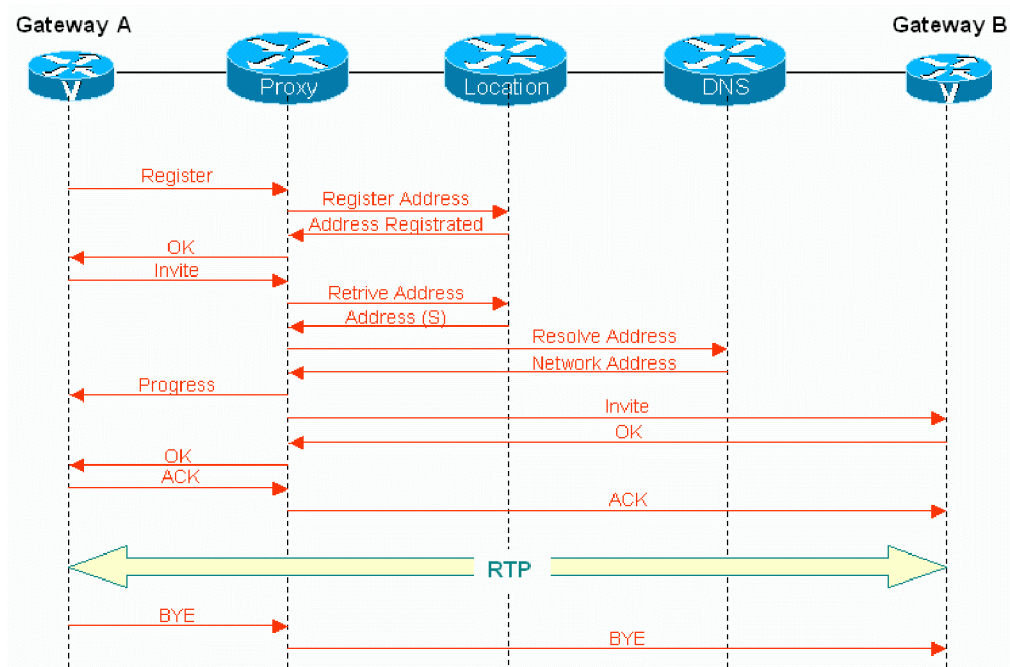 Gateway A
Gateway B
V
Proxy
Location
DNS
V
Register
Register Address
Address Registrated
OK
Invite
Retrive Address
Address (S)
Resolve Address
Network Address
Progress
Invite
OK
OK
ACK
ACK
RTP
BYE
BYE